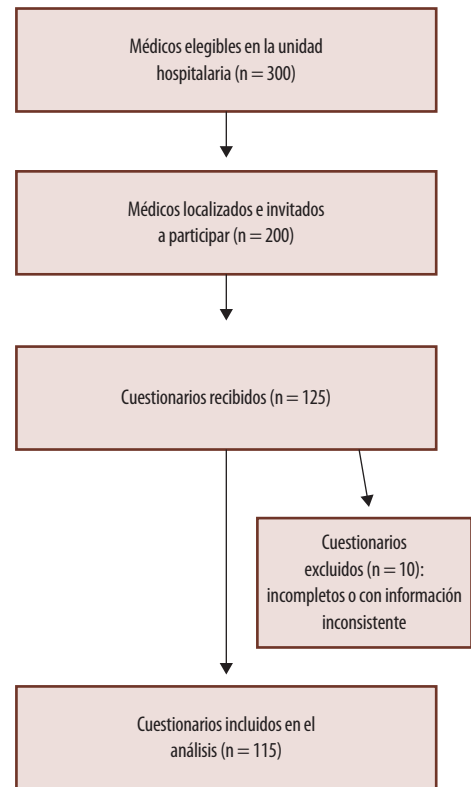 Médicos elegibles en la unidad
hospitalaria (n = 300)
Médicos localizados e invitados
a participar (n = 200)
Cuestionarios recibidos (n = 125)
Cuestionarios
excluidos (n = 10):
incompletos o con información
inconsistente
Cuestionarios incluidos en el
análisis (n = 115)